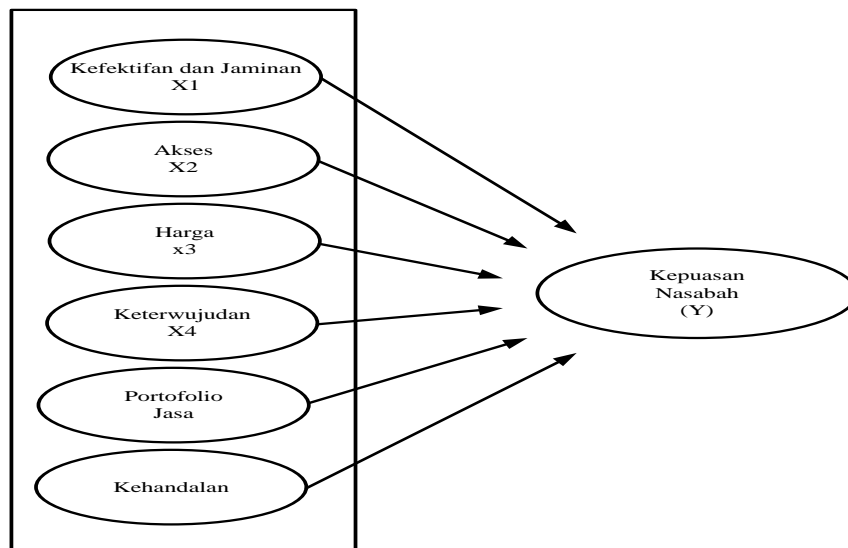 Kefektifan dan Jaminan
X1
Akses
X2
Harga
x3
Keterwujudan
X4
Portofolio
Jasa
Kehandalan
Kepuasan
Nasabah
(Y)